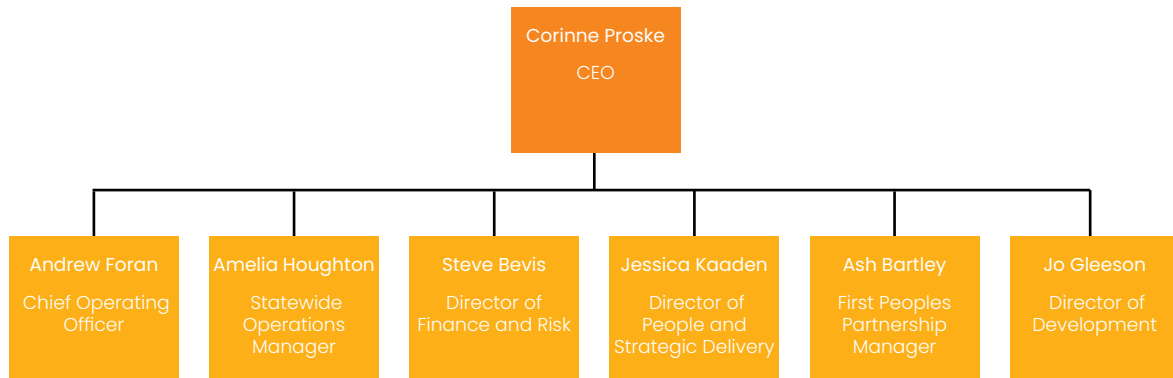 Corinne Proske
CEO
Andrew Foran
Chief Operating
Officer
Amelia Houghton
Statewide
Operations
Manager
Steve Bevis
Director of
Finance and Risk
Jessica Kaaden
Director of
People and
Strategic Delivery
Ash Bartley
First Peoples
Partnership
Manager
Jo Gleeson
Director of
Development